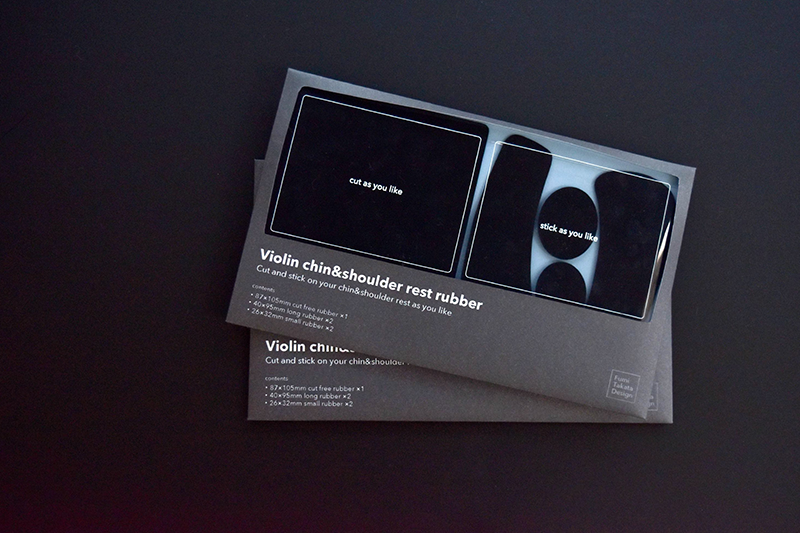 cut as you like
stick as you like
Violin chin&shoulder rest rubber
Cut and stick on your chin&shoulder rest as you like
contents
• 87×105mm cut free rubber ×1
• 40×95mm long rubber ×2
• 26×32mm small rubber ×2
Fumi
Takata
Design
Violin chin&
Cut and stick on your chin&shoulder
contents
• 87×105mm cut free rubber ×1
• 40×95mm long rubber ×2
• 26×32mm small rubber ×2